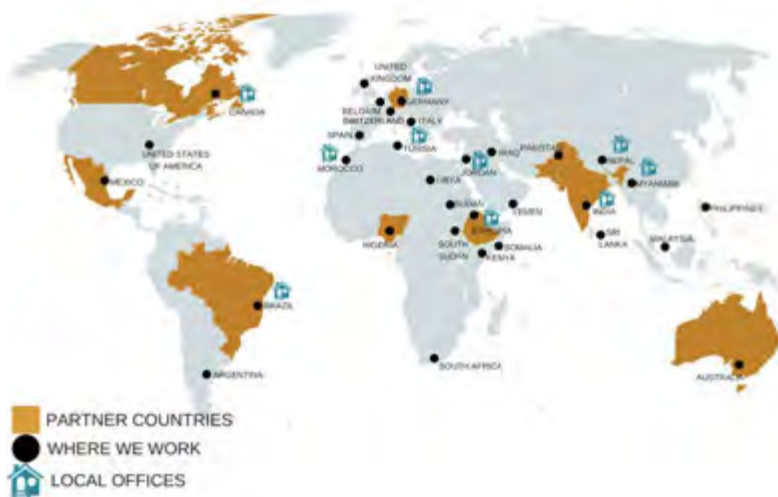 UNITED
KINGDOM
CANADA
BELGIUM
GERMANY
SWITZERLAND
ITALY
SPAIN
TUNISIA
UNITED STATES
OF AMERICA
MOROCCO
IRAQ
PAKISTA
NEPAL
JORDAN
MYANMAR
MEXICO
LIBYA
SUDAN
YEMEN
INDIA
PHILIPPINES
ETHIOPIA
NIGERIA
SOUTH
SUDAN
SOMALIA
KENYA
SRI
LANKA
MALAYSIA
BRAZIL
SOUTH AFRICA
ARGENTINA
AUSTRALIA
PARTNER COUNTRIES
WHERE WE WORK
LOCAL OFFICES